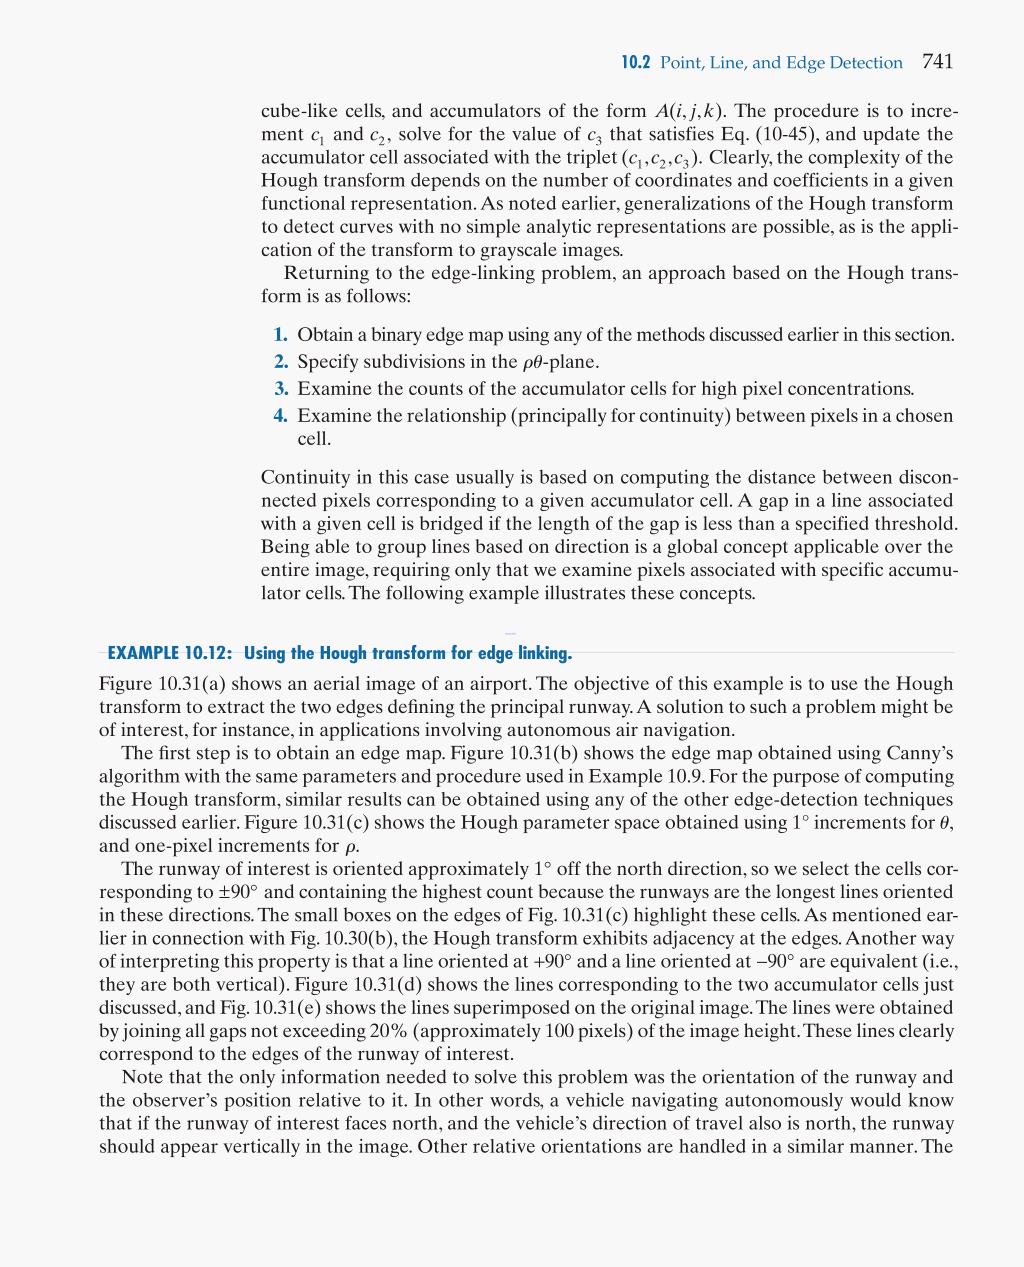 10.2 Point, Line, and Edge Detection 741
cube-like cells, and accumulators of the form A(i, j, k). The procedure is to incre-
ment c₁ and c₂, solve for the value of c₃ that satisfies Eq. (10-45), and update the
accumulator cell associated with the triplet (c₁, c₂, c₃). Clearly, the complexity of the
Hough transform depends on the number of coordinates and coefficients in a given
functional representation. As noted earlier, generalizations of the Hough transform
to detect curves with no simple analytic representations are possible, as is the appli-
cation of the transform to grayscale images.
Returning to the edge-linking problem, an approach based on the Hough trans-
form is as follows:
1. Obtain a binary edge map using any of the methods discussed earlier in this section.
2. Specify subdivisions in the ρθ-plane.
3. Examine the counts of the accumulator cells for high pixel concentrations.
4. Examine the relationship (principally for continuity) between pixels in a chosen
cell.
Continuity in this case usually is based on computing the distance between discon-
nected pixels corresponding to a given accumulator cell. A gap in a line associated
with a given cell is bridged if the length of the gap is less than a specified threshold.
Being able to group lines based on direction is a global concept applicable over the
entire image, requiring only that we examine pixels associated with specific accumu-
lator cells. The following example illustrates these concepts.
EXAMPLE 10.12: Using the Hough transform for edge linking.
Figure 10.31(a) shows an aerial image of an airport. The objective of this example is to use the Hough
transform to extract the two edges defining the principal runway. A solution to such a problem might be
of interest, for instance, in applications involving autonomous air navigation.
The first step is to obtain an edge map. Figure 10.31(b) shows the edge map obtained using Canny's
algorithm with the same parameters and procedure used in Example 10.9. For the purpose of computing
the Hough transform, similar results can be obtained using any of the other edge-detection techniques
discussed earlier. Figure 10.31(c) shows the Hough parameter space obtained using 1° increments for θ,
and one-pixel increments for ρ.
The runway of interest is oriented approximately 1° off the north direction, so we select the cells cor-
responding to ±90° and containing the highest count because the runways are the longest lines oriented
in these directions. The small boxes on the edges of Fig. 10.31(c) highlight these cells. As mentioned ear-
lier in connection with Fig. 10.30(b), the Hough transform exhibits adjacency at the edges. Another way
of interpreting this property is that a line oriented at +90° and a line oriented at −90° are equivalent (i.e.,
they are both vertical). Figure 10.31(d) shows the lines corresponding to the two accumulator cells just
discussed, and Fig. 10.31(e) shows the lines superimposed on the original image. The lines were obtained
by joining all gaps not exceeding 20% (approximately 100 pixels) of the image height. These lines clearly
correspond to the edges of the runway of interest.
Note that the only information needed to solve this problem was the orientation of the runway and
the observer's position relative to it. In other words, a vehicle navigating autonomously would know
that if the runway of interest faces north, and the vehicle's direction of travel also is north, the runway
should appear vertically in the image. Other relative orientations are handled in a similar manner. The